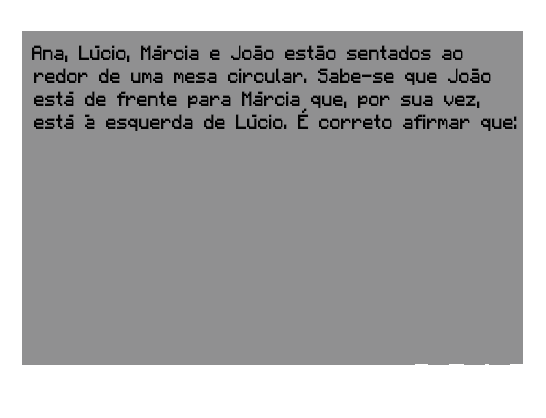 Ana, Lúcio, Márcia e João estão sentados ao
redor de uma mesa circular. Sabe-se que João
está de frente para Márcia que, por sua vez,
está à esquerda de Lúcio. É correto afirmar que: